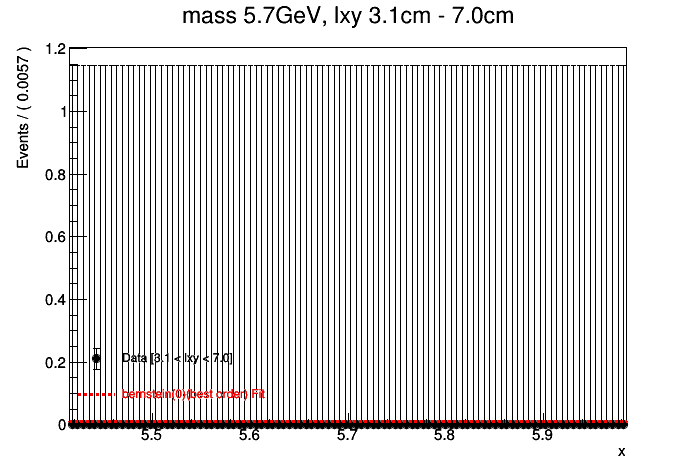 mass 5.7GeV, lxy 3.1cm - 7.0cm
Events / ( 0.0057 )
1.2
1
0.8
0.6
0.4
0.2
0
Data [3.1 < lxy < 7.0]
bernstein[0](best order) Fit
5.5
5.6
5.7
5.8
5.9
x